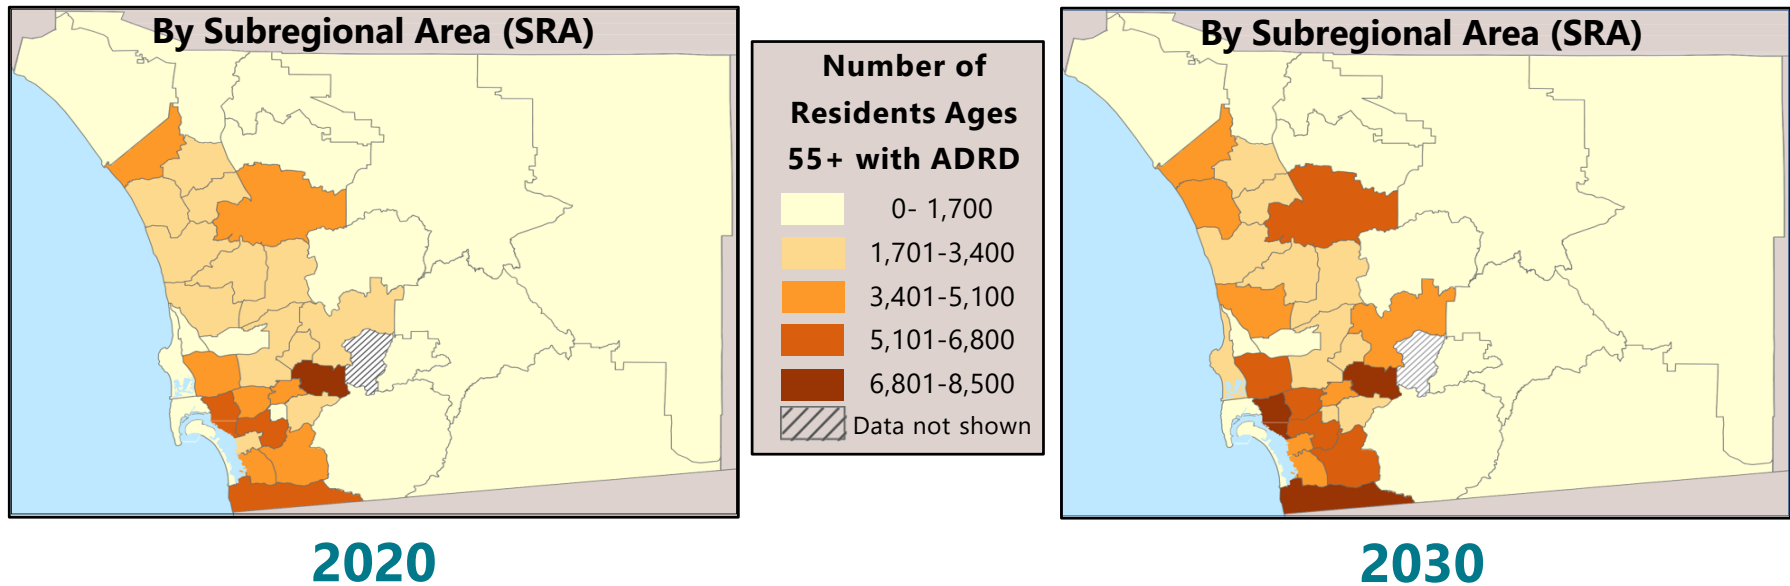 By Subregional Area (SRA)
Number of
Residents Ages
55+ with ADRD
0- 1,700
1,701-3,400
3,401-5,100
5,101-6,800
6,801-8,500
Data not shown
By Subregional Area (SRA)
2020
2030